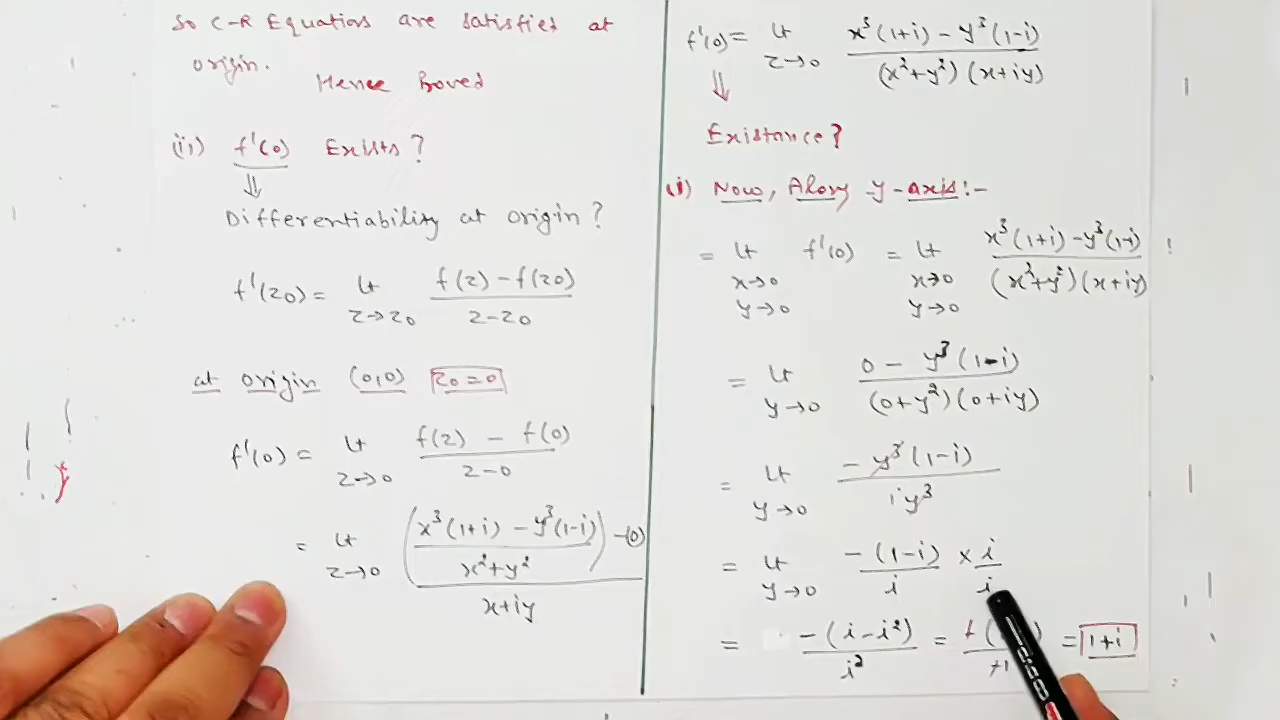 So C-R Equations are satisfied at
origin.
Hence Proved
(ii) f'(0) Exists?
⇓
Differentiability at origin?
f'(z0) = Lt z→z0 f(z) - f(z0) / z - z0
at origin (0,0) z0 = 0
f'(0) = Lt z→0 f(z) - f(0) / z - 0
= Lt z→0 (x³(1+i) - y³(1-i) / x²+y²) - (0) / x+iy
f'(0) = Lt z→0 x³(1+i) - y³(1-i) / (x²+y²)(x+iy)
⇓
Existance?
(i) Now, Along y-axis:-
= Lt x→0 y→0 f'(0) = Lt x→0 y→0 x³(1+i) - y³(1-i) / (x²+y²)(x+iy)
= Lt y→0 0 - y³(1-i) / (0+y²)(0+iy)
= Lt y→0 -y³(1-i) / iy³
= Lt y→0 -(1-i) / i × i / i
= -(i-i²) / i² = = 1+i